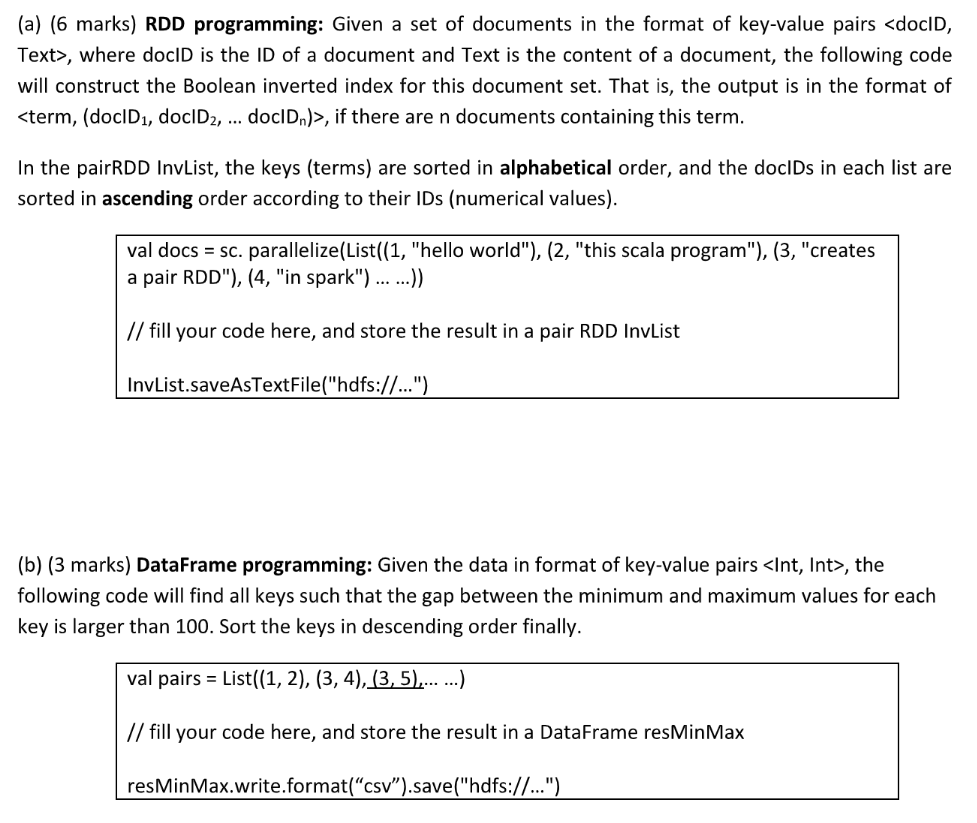 (a) (6 marks) RDD programming: Given a set of documents in the format of key-value pairs <docID,
Text>, where docID is the ID of a document and Text is the content of a document, the following code
will construct the Boolean inverted index for this document set. That is, the output is in the format of
<term, (docID₁, docID₂, ... docIDₙ)>, if there are n documents containing this term.
In the pairRDD InvList, the keys (terms) are sorted in alphabetical order, and the docIDs in each list are
sorted in ascending order according to their IDs (numerical values).
val docs = sc. parallelize(List((1, "hello world"), (2, "this scala program"), (3, "creates
a pair RDD"), (4, "in spark") ... ...))
// fill your code here, and store the result in a pair RDD InvList
InvList.saveAsTextFile("hdfs://...")
(b) (3 marks) DataFrame programming: Given the data in format of key-value pairs <Int, Int>, the
following code will find all keys such that the gap between the minimum and maximum values for each
key is larger than 100. Sort the keys in descending order finally.
val pairs = List((1, 2), (3, 4), (3, 5),... ...)
// fill your code here, and store the result in a DataFrame resMinMax
resMinMax.write.format(“csv”).save("hdfs://...")